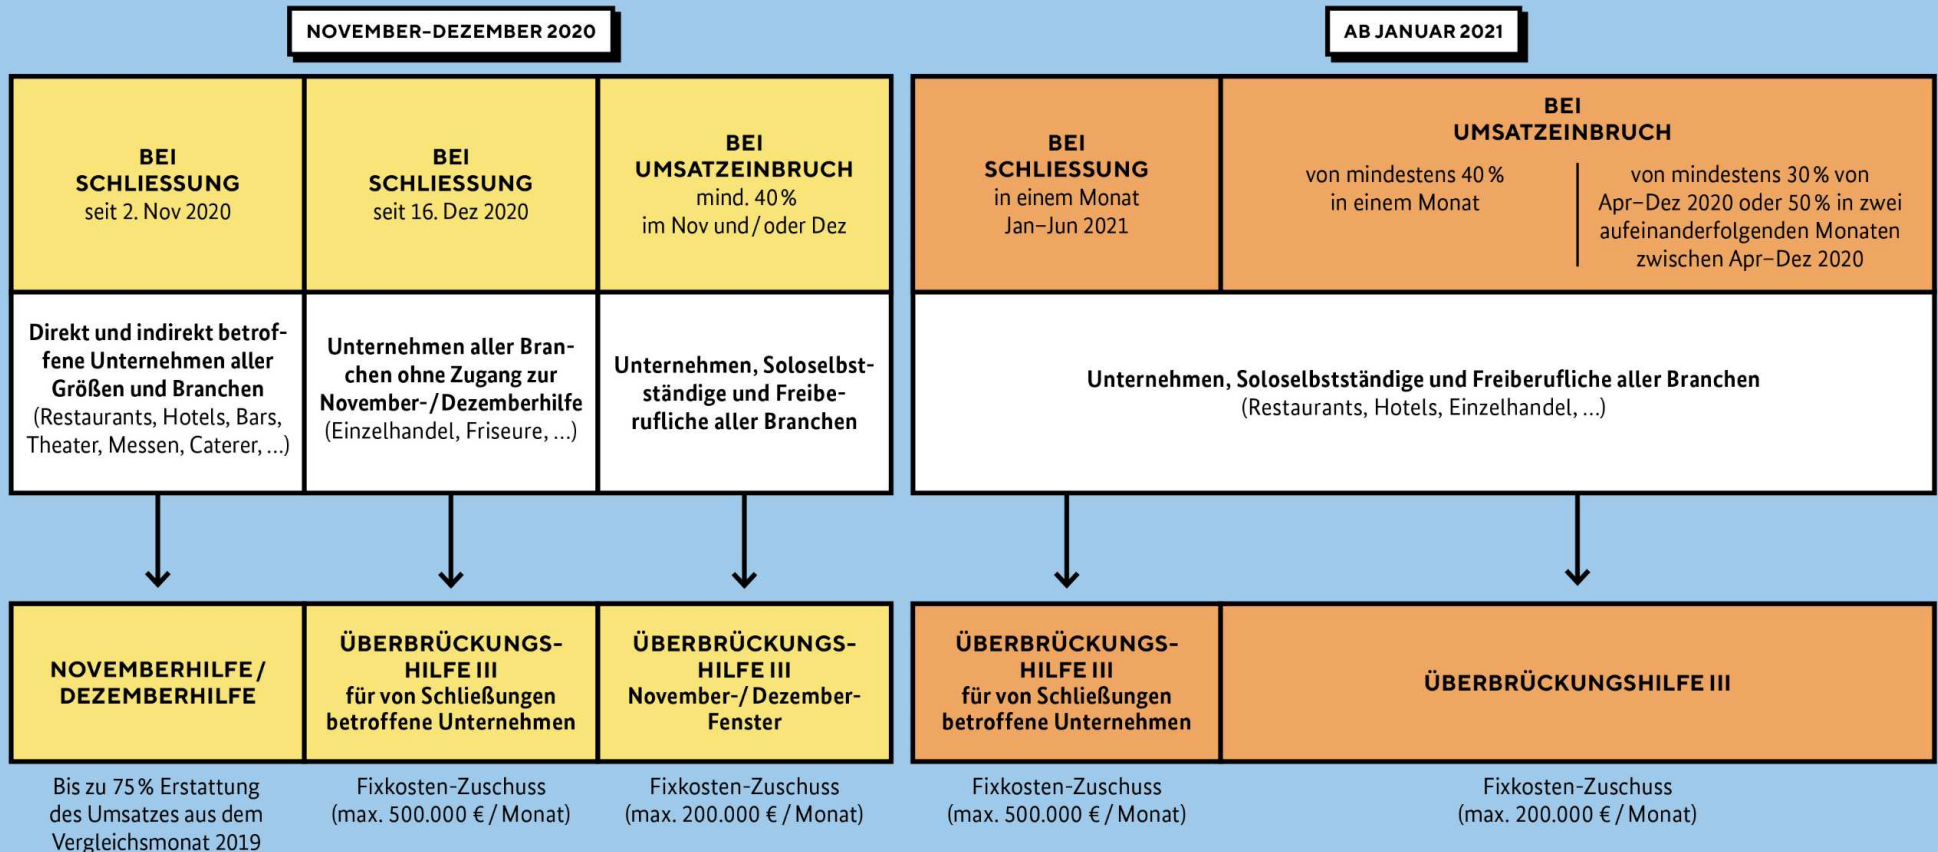 NOVEMBER–DEZEMBER 2020
BEI
SCHLIESSUNG
seit 2. Nov 2020
BEI
SCHLIESSUNG
seit 16. Dez 2020
BEI
UMSATZEINBRUCH
mind. 40 %
im Nov und / oder Dez
Direkt und indirekt betrof-
fene Unternehmen aller
Größen und Branchen
(Restaurants, Hotels, Bars,
Theater, Messen, Caterer, ...)
Unternehmen aller Bran-
chen ohne Zugang zur
November-/ Dezemberhilfe
(Einzelhandel, Friseure, ...)
Unternehmen, Soloselbst-
ständige und Freibe-
rufliche aller Branchen
NOVEMBERHILFE /
DEZEMBERHILFE
ÜBERBRÜCKUNGS-
HILFE III
für von Schließungen
betroffene Unternehmen
ÜBERBRÜCKUNGS-
HILFE III
November-/ Dezember-
Fenster
Bis zu 75 % Erstattung
des Umsatzes aus dem
Vergleichsmonat 2019
Fixkosten-Zuschuss
(max. 500.000 € / Monat)
Fixkosten-Zuschuss
(max. 200.000 € / Monat)
AB JANUAR 2021
BEI
SCHLIESSUNG
in einem Monat
Jan–Jun 2021
BEI
UMSATZEINBRUCH
von mindestens 40 %
in einem Monat
von mindestens 30 % von
Apr–Dez 2020 oder 50 % in zwei
aufeinanderfolgenden Monaten
zwischen Apr–Dez 2020
Unternehmen, Soloselbstständige und Freiberufliche aller Branchen
(Restaurants, Hotels, Einzelhandel, ...)
ÜBERBRÜCKUNGS-
HILFE III
für von Schließungen
betroffene Unternehmen
ÜBERBRÜCKUNGSHILFE III
Fixkosten-Zuschuss
(max. 500.000 € / Monat)
Fixkosten-Zuschuss
(max. 200.000 € / Monat)